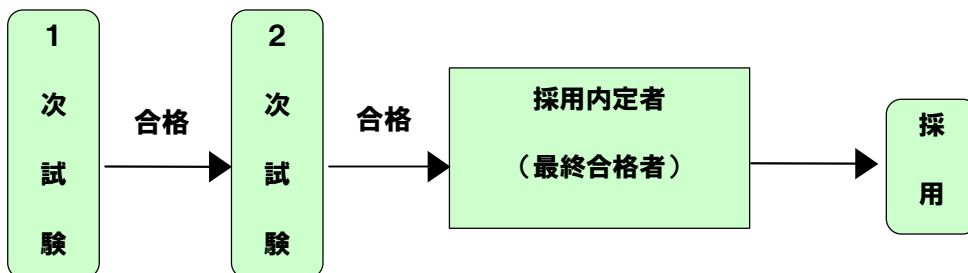 1次試験
合格
2次試験
合格
採用内定者
(最終合格者)
採用